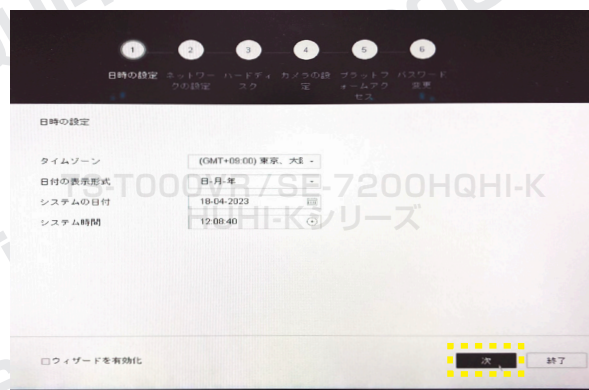 1 2 3 4 5 6
日時の設定 ネットワークの設定 ハードディスク カメラの設定 プラットフォームアクセス パスワード変更
日時の設定
タイムゾーン (GMT+09:00) 東京、大
日付の表示形式 日-月-年
システムの日付 18-04-2023
システム時間 12:08:40
TS-TO00VR/SE-7200HQHI-K
HUHI-Kシリーズ
ウィザードを有効化 次 終了